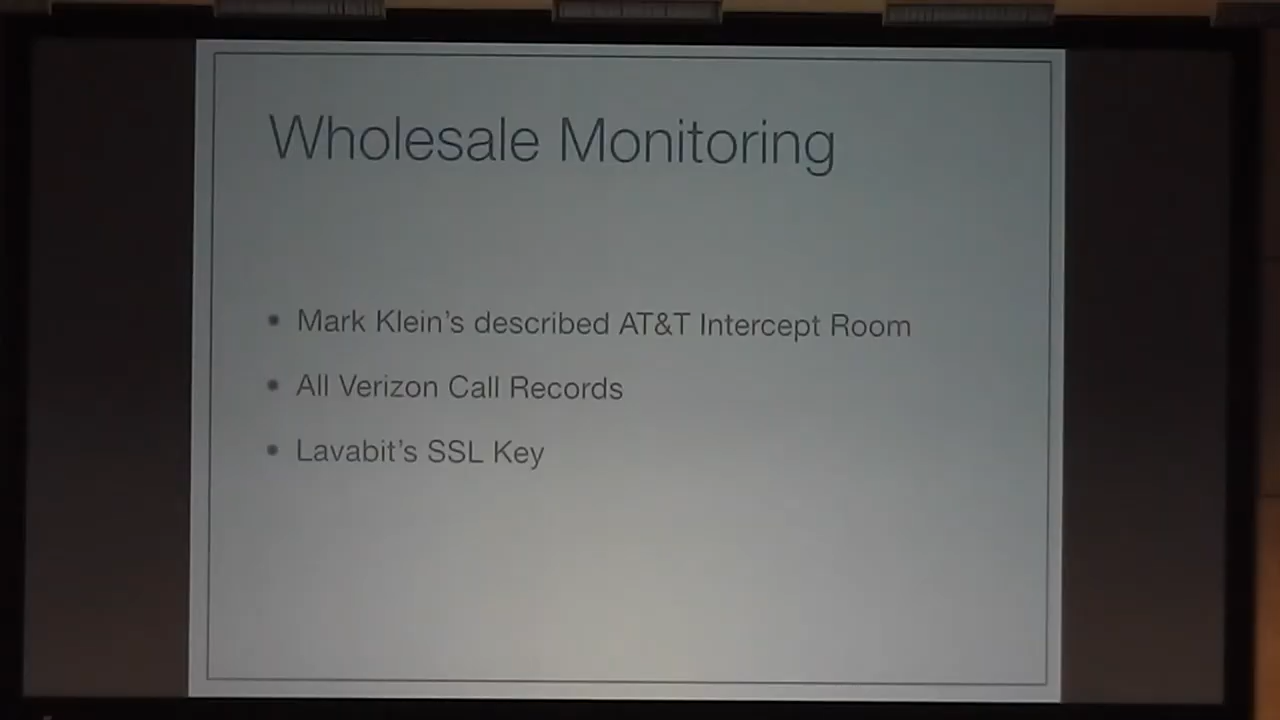 Wholesale Monitoring
• Mark Klein's described AT&T Intercept Room
• All Verizon Call Records
• Lavabit's SSL Key